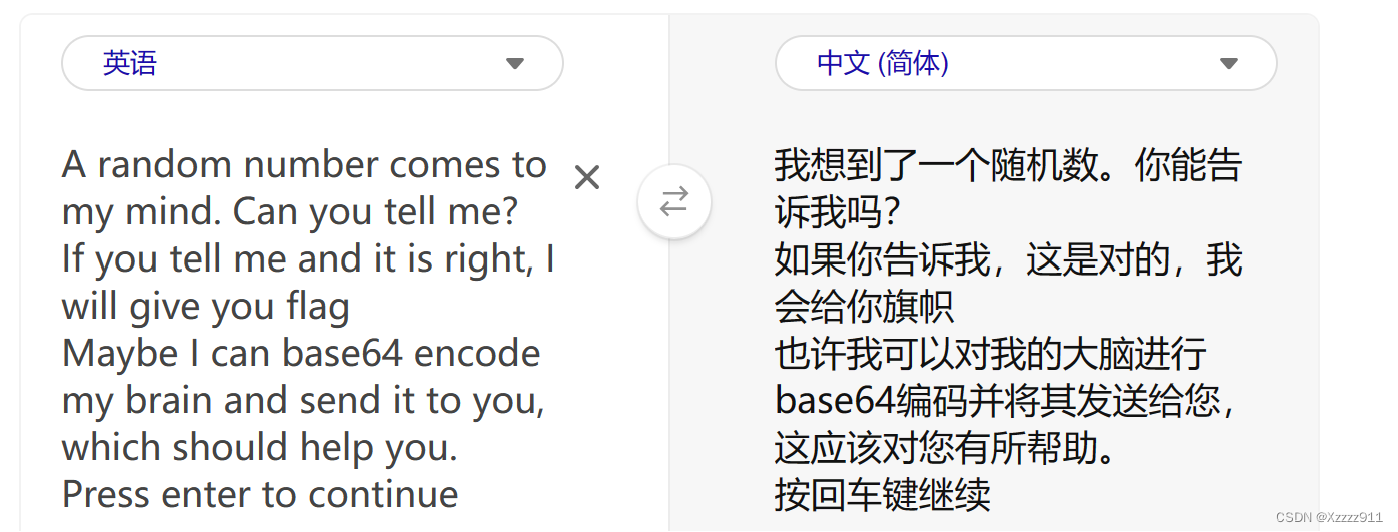 英语
A random number comes to
my mind. Can you tell me?
If you tell me and it is right, I
will give you flag
Maybe I can base64 encode
my brain and send it to you,
which should help you.
Press enter to continue
中文 (简体)
我想到了一个随机数。你能告
诉我吗?
如果你告诉我，这是对的，我
会给你旗帜
也许我可以对我的大脑进行
base64编码并将其发送给您，
这应该对您有所帮助。
按回车键继续
CSDN @Xzzzz911